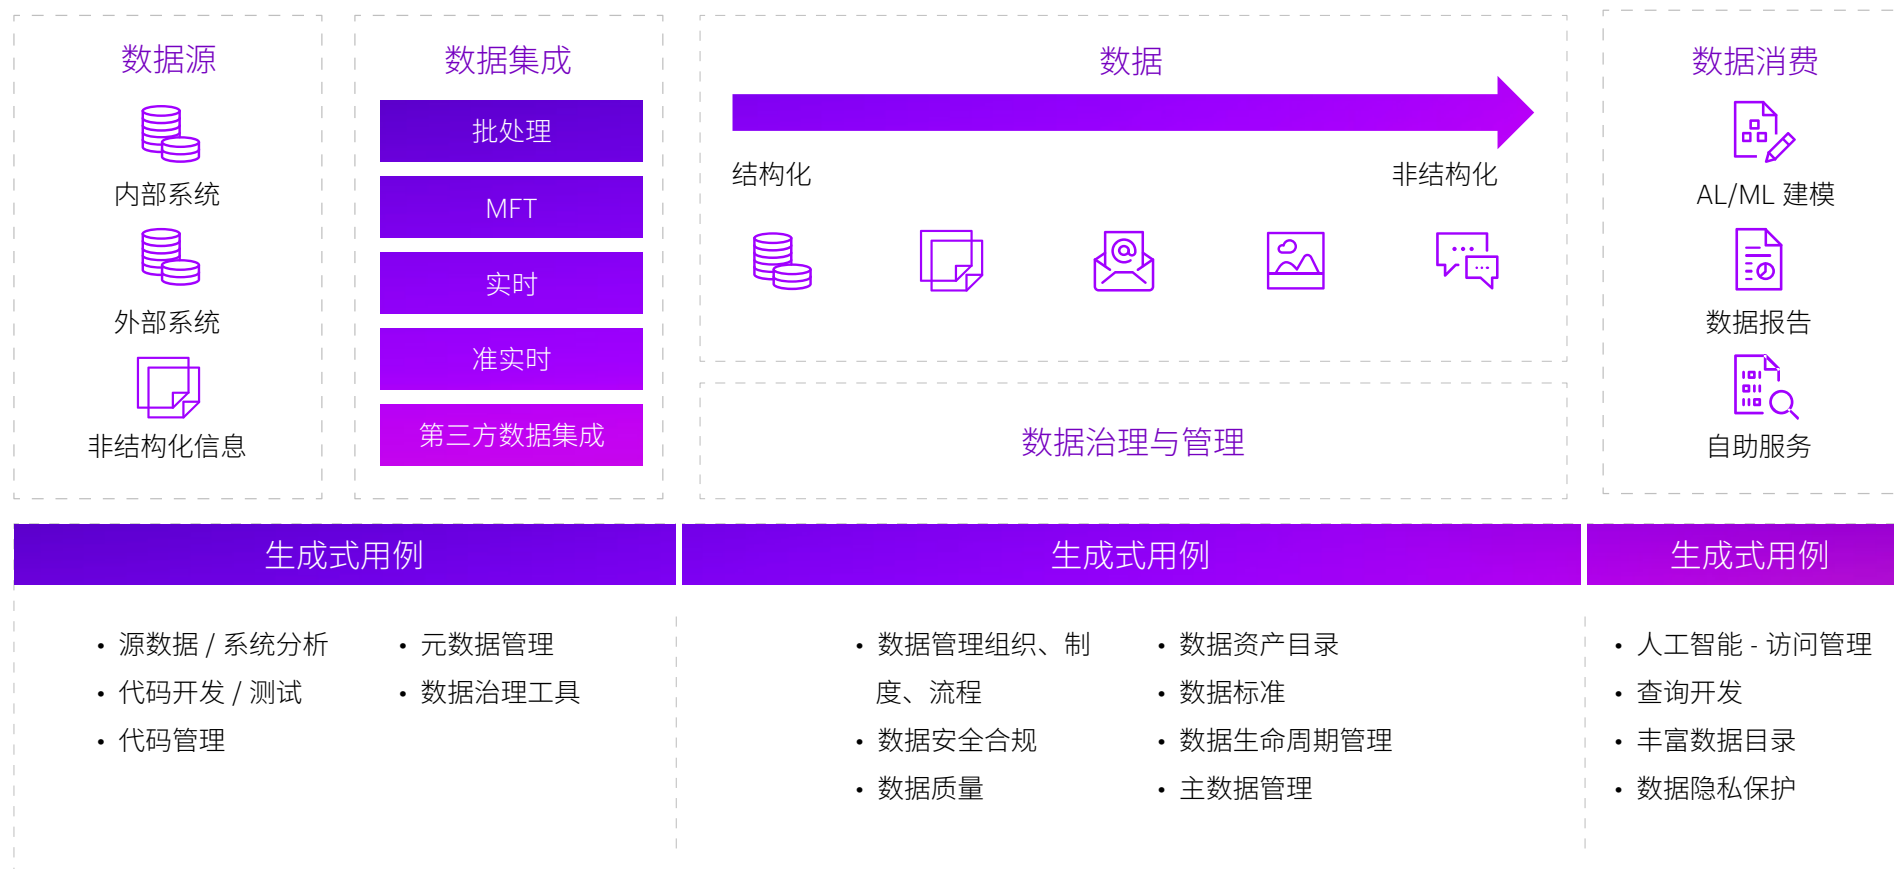 数据源
内部系统
外部系统
非结构化信息
数据集成
批处理
MFT
实时
准实时
第三方数据集成
数据
结构化
非结构化
数据治理与管理
数据消费
AL/ML 建模
数据报告
自助服务
生成式用例
• 源数据 / 系统分析
• 代码开发 / 测试
• 代码管理
• 元数据管理
• 数据治理工具
生成式用例
• 数据管理组织、制
度、流程
• 数据安全合规
• 数据质量
• 数据资产目录
• 数据标准
• 数据生命周期管理
• 主数据管理
生成式用例
• 人工智能 - 访问管理
• 查询开发
• 丰富数据目录
• 数据隐私保护